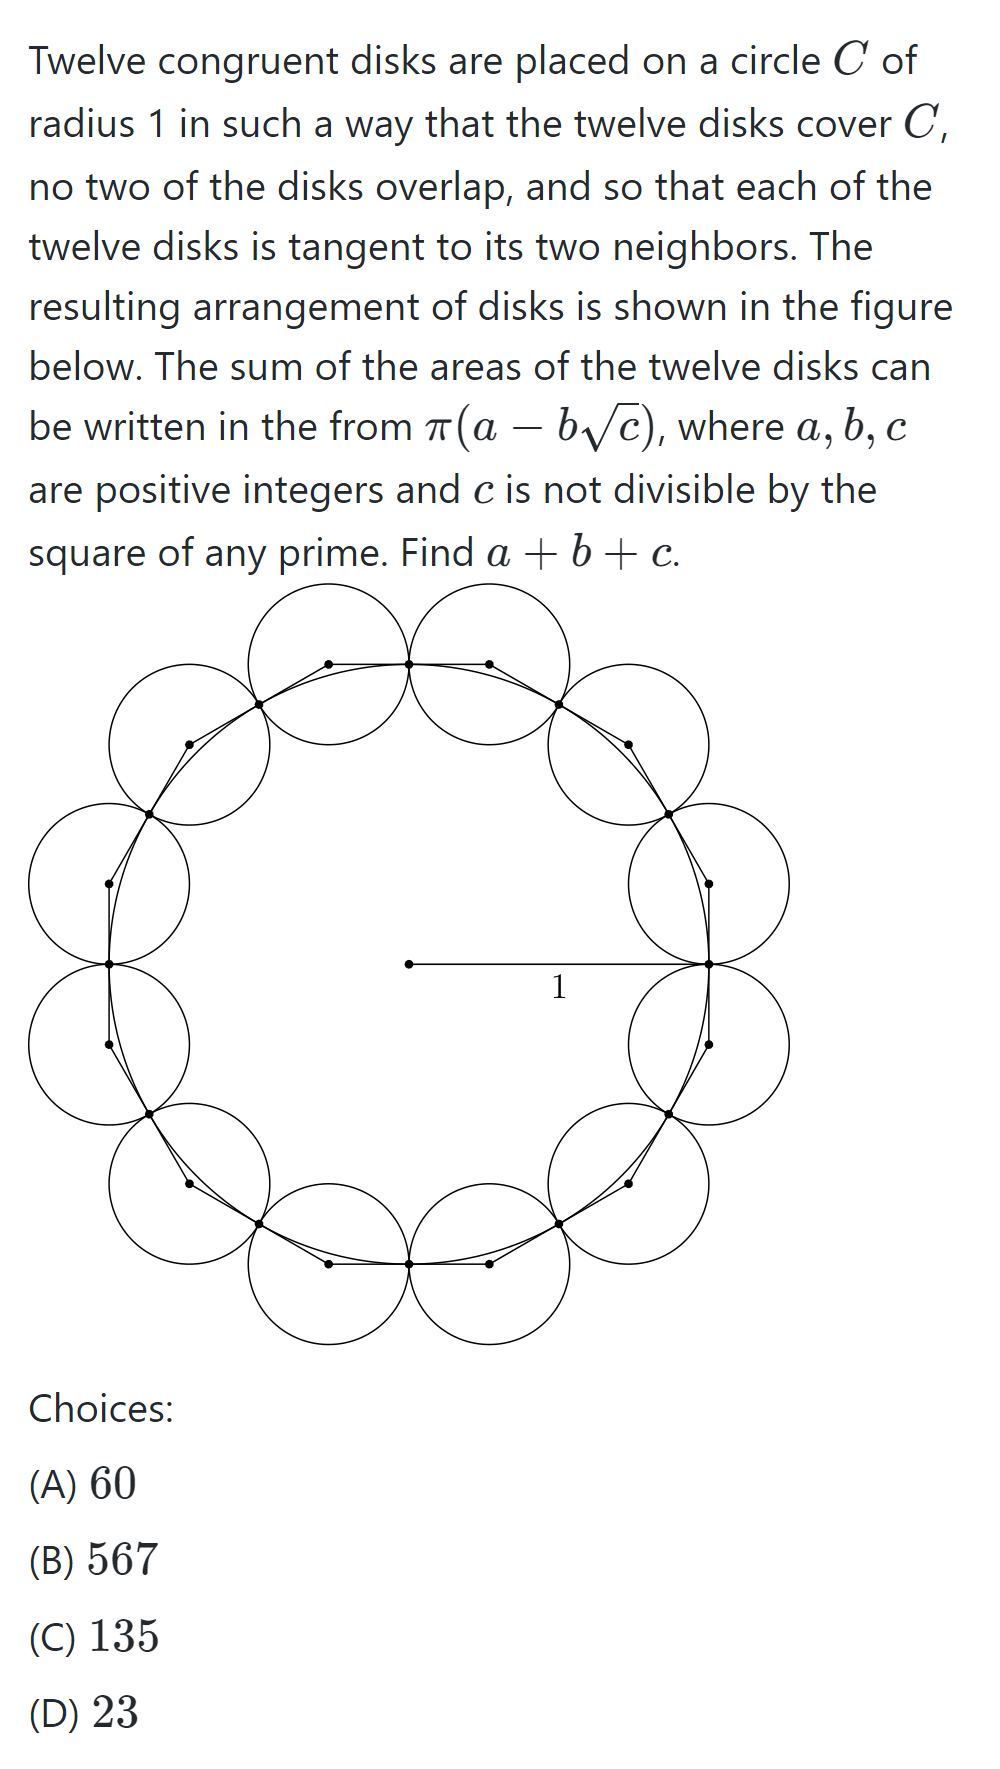 Twelve congruent disks are placed on a circle C of
radius 1 in such a way that the twelve disks cover C,
no two of the disks overlap, and so that each of the
twelve disks is tangent to its two neighbors. The
resulting arrangement of disks is shown in the figure
below. The sum of the areas of the twelve disks can
be written in the from π(a − b√c), where a, b, c
are positive integers and c is not divisible by the
square of any prime. Find a + b + c.
1
Choices:
(A) 60
(B) 567
(C) 135
(D) 23